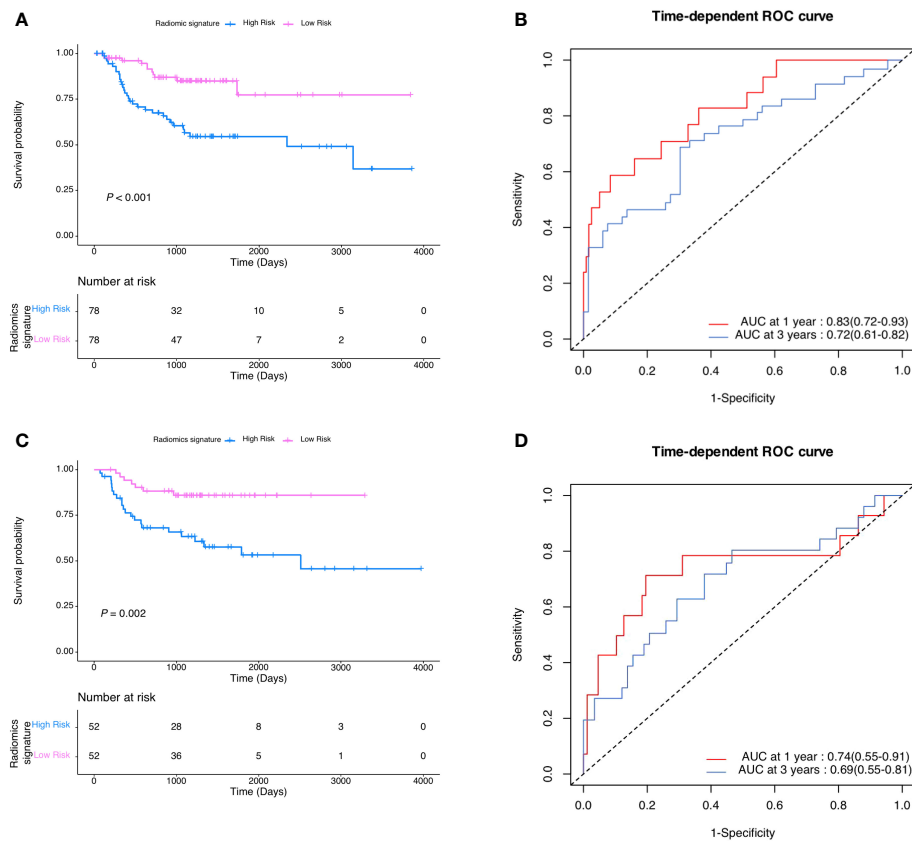 A
Radiomic signature High Risk Low Risk
1.00
0.75
0.50
0.25
0.00
Survival probability
P < 0.001
0 1000 2000 3000 4000
Time (Days)
Number at risk
Radiomics signature
High Risk 78 32 10 5 0
Low Risk 78 47 7 2 0
0 1000 2000 3000 4000
Time (Days)
B
Time-dependent ROC curve
1.0
0.8
0.6
0.4
0.2
0.0
Sensitivity
AUC at 1 year : 0.83(0.72-0.93)
AUC at 3 years : 0.72(0.61-0.82)
0.0 0.2 0.4 0.6 0.8 1.0
1-Specificity
C
Radiomics signature High Risk Low Risk
1.00
0.75
0.50
0.25
0.00
Survival probability
P = 0.002
0 1000 2000 3000 4000
Time (Days)
Number at risk
Radiomics signature
High Risk 52 28 8 3 0
Low Risk 52 36 5 1 0
0 1000 2000 3000 4000
Time (Days)
D
Time-dependent ROC curve
1.0
0.8
0.6
0.4
0.2
0.0
Sensitivity
AUC at 1 year : 0.74(0.55-0.91)
AUC at 3 years : 0.69(0.55-0.81)
0.0 0.2 0.4 0.6 0.8 1.0
1-Specificity